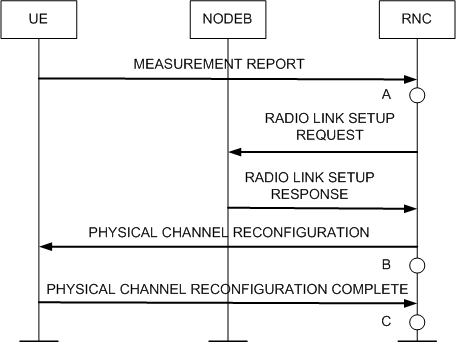 UE
NODEB
RNC
MEASUREMENT REPORT
A
RADIO LINK SETUP
REQUEST
RADIO LINK SETUP
RESPONSE
PHYSICAL CHANNEL RECONFIGURATION
B
PHYSICAL CHANNEL RECONFIGURATION COMPLETE
C